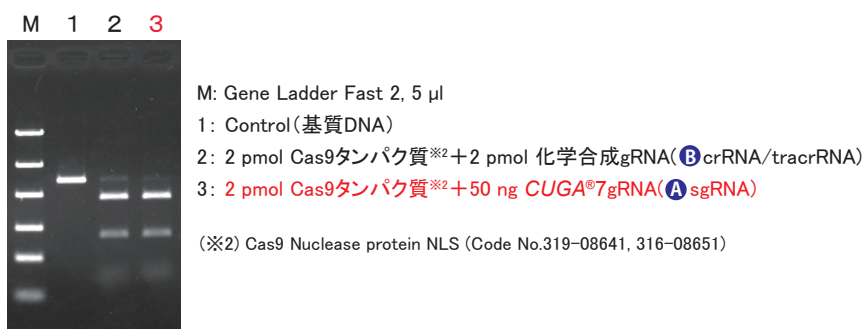 M 1 2 3
M: Gene Ladder Fast 2, 5 μl
1: Control（基質DNA）
2: 2 pmol Cas9タンパク質※2＋2 pmol 化学合成gRNA（BcrRNA/tracrRNA）
3: 2 pmol Cas9タンパク質※2＋50 ng CUGA®7gRNA（AsgRNA）
（※2）Cas9 Nuclease protein NLS (Code No.319-08641, 316-08651)